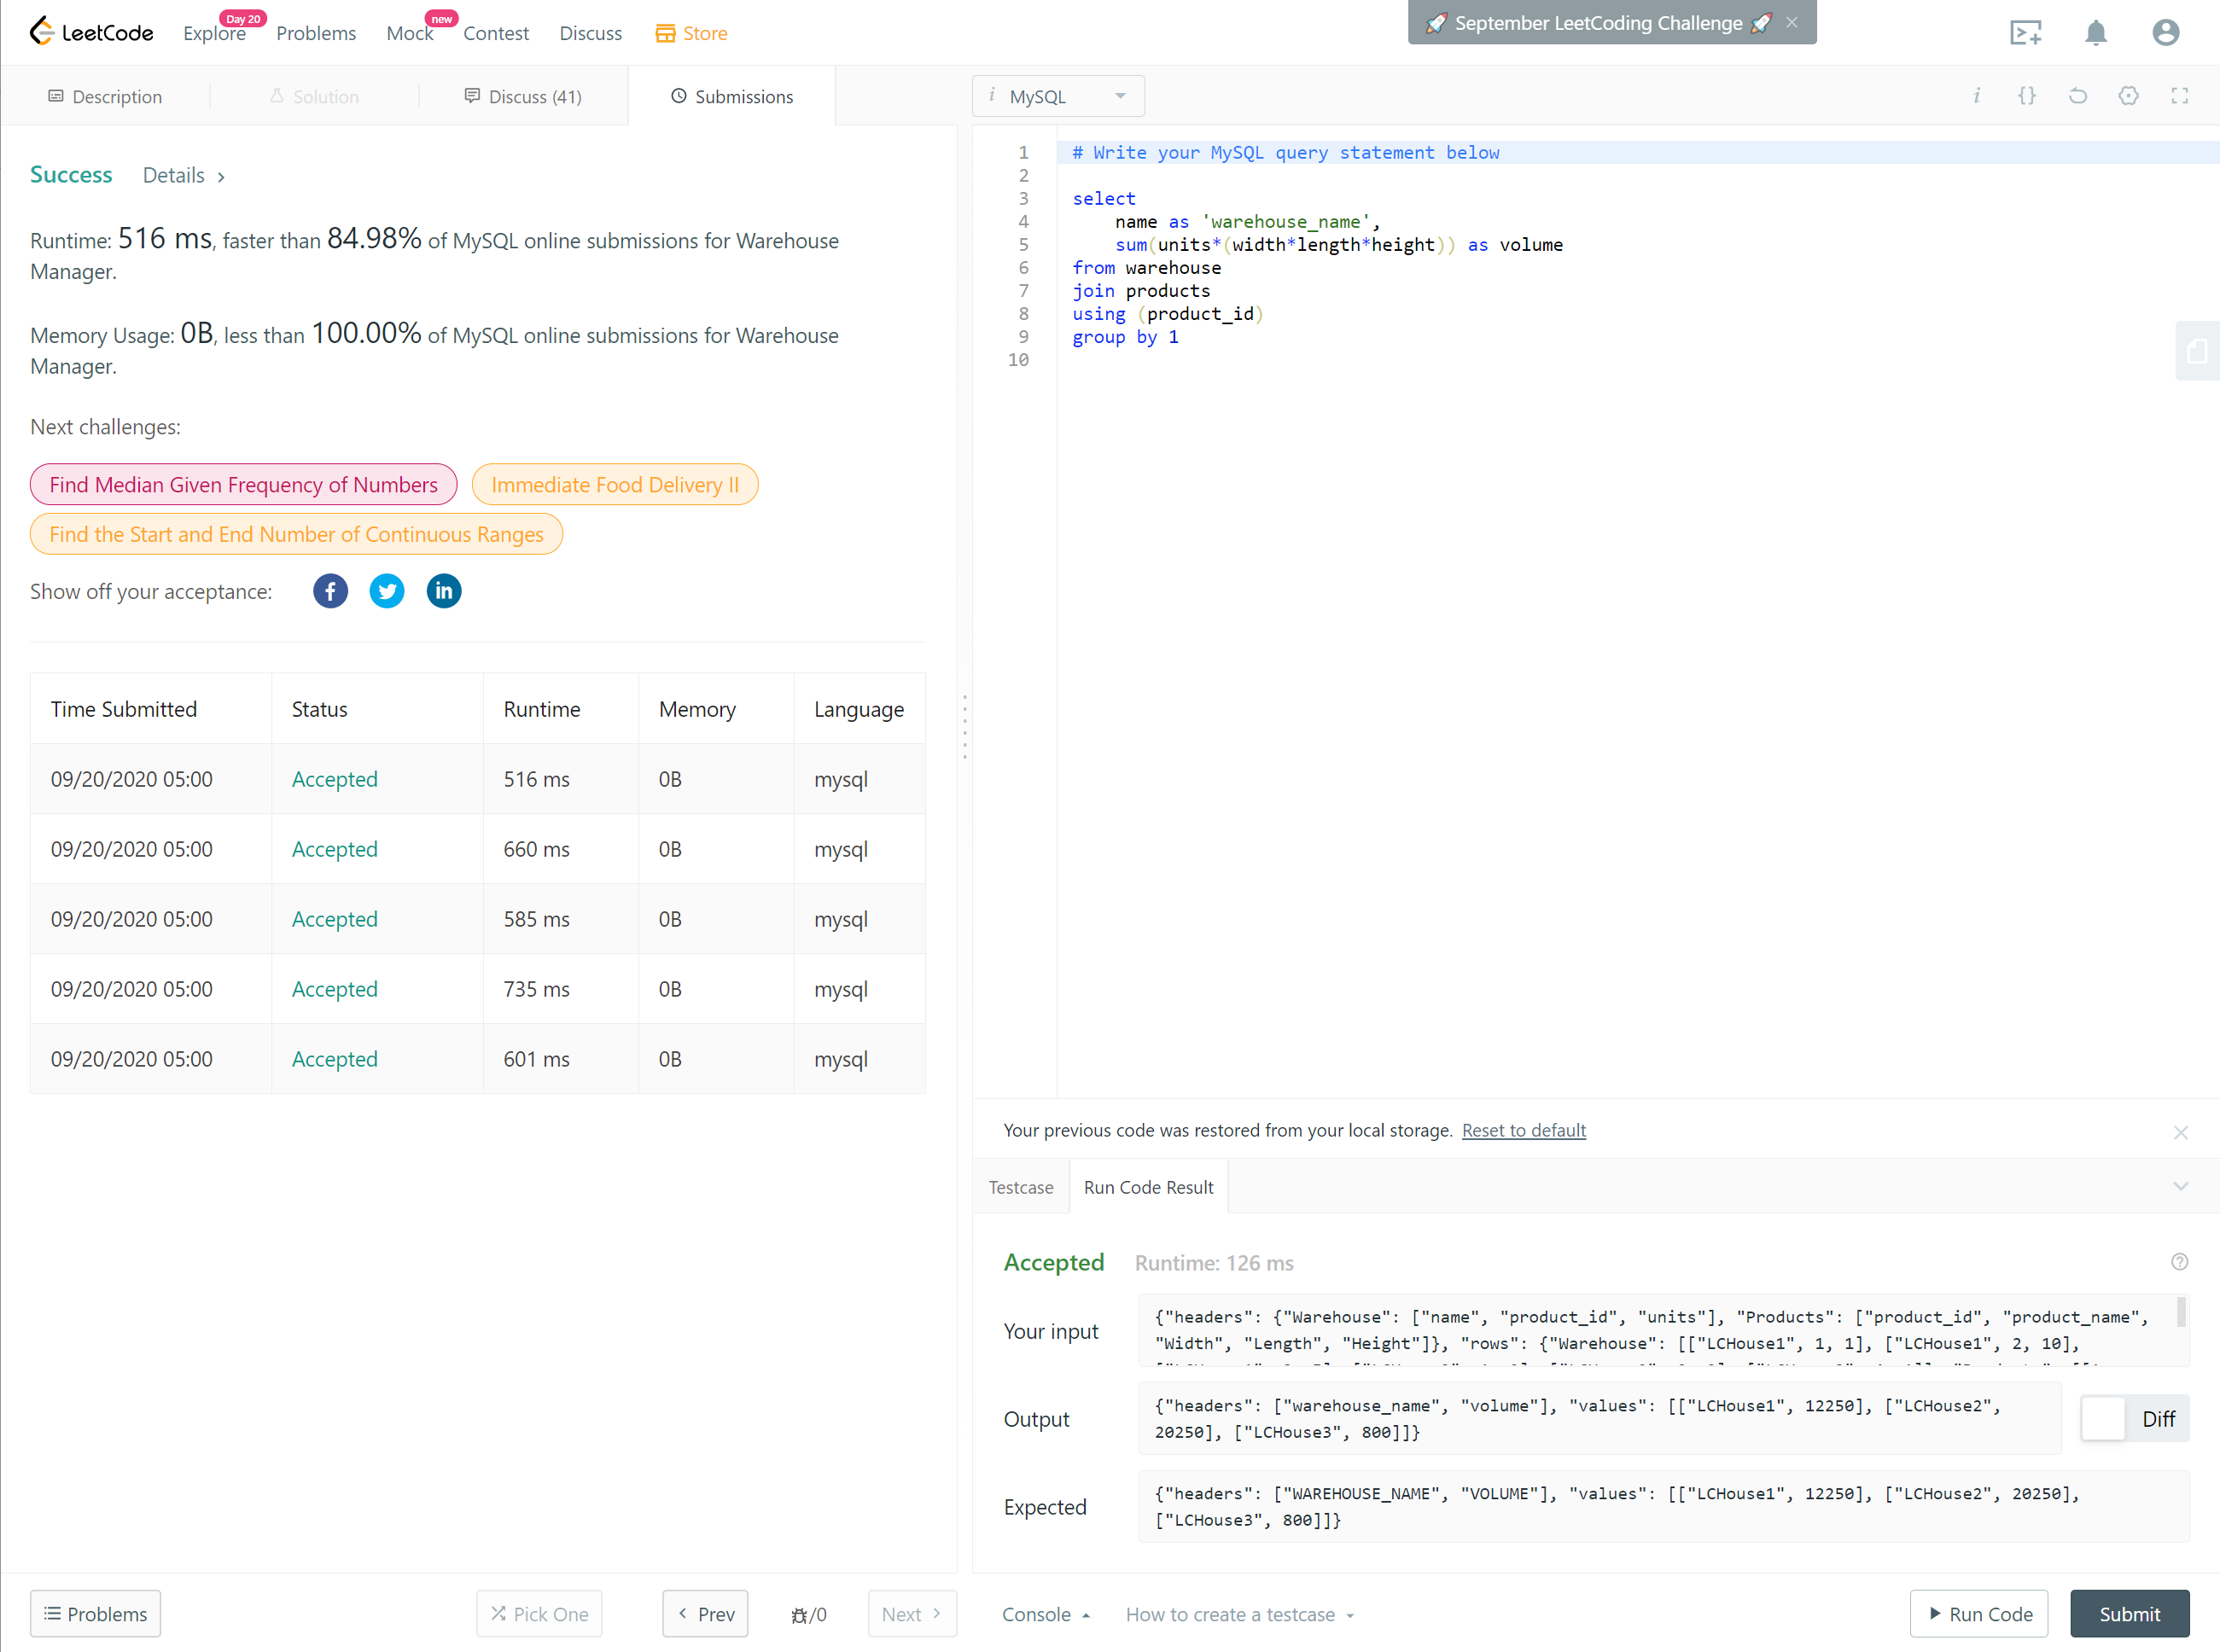 LeetCode
Explore
Day 20
Problems
Mock
new
Contest
Discuss
Store
🚀 September LeetCoding Challenge 🚀 ×
Description
Solution
Discuss (41)
Submissions
Success Details >
Runtime: 516 ms, faster than 84.98% of MySQL online submissions for Warehouse
Manager.
Memory Usage: 0B, less than 100.00% of MySQL online submissions for Warehouse
Manager.
Next challenges:
Find Median Given Frequency of Numbers
Immediate Food Delivery II
Find the Start and End Number of Continuous Ranges
Show off your acceptance:
Time Submitted Status Runtime Memory Language
09/20/2020 05:00 Accepted 516 ms 0B mysql
09/20/2020 05:00 Accepted 660 ms 0B mysql
09/20/2020 05:00 Accepted 585 ms 0B mysql
09/20/2020 05:00 Accepted 735 ms 0B mysql
09/20/2020 05:00 Accepted 601 ms 0B mysql
Problems
Pick One
< Prev
/0
Next >
i MySQL
i {}
1 # Write your MySQL query statement below
2
3 select
4 name as 'warehouse_name',
5 sum(units*(width*length*height)) as volume
6 from warehouse
7 join products
8 using (product_id)
9 group by 1
10
Your previous code was restored from your local storage. Reset to default
Testcase
Run Code Result
Accepted Runtime: 126 ms
Your input
{"headers": {"Warehouse": ["name", "product_id", "units"], "Products": ["product_id", "product_name",
"Width", "Length", "Height"]}, "rows": {"Warehouse": [["LCHouse1", 1, 1], ["LCHouse1", 2, 10],
Output
{"headers": ["warehouse_name", "volume"], "values": [["LCHouse1", 12250], ["LCHouse2",
20250], ["LCHouse3", 800]]}
Diff
Expected
{"headers": ["WAREHOUSE_NAME", "VOLUME"], "values": [["LCHouse1", 12250], ["LCHouse2", 20250],
["LCHouse3", 800]]}
Console
How to create a testcase
Run Code
Submit